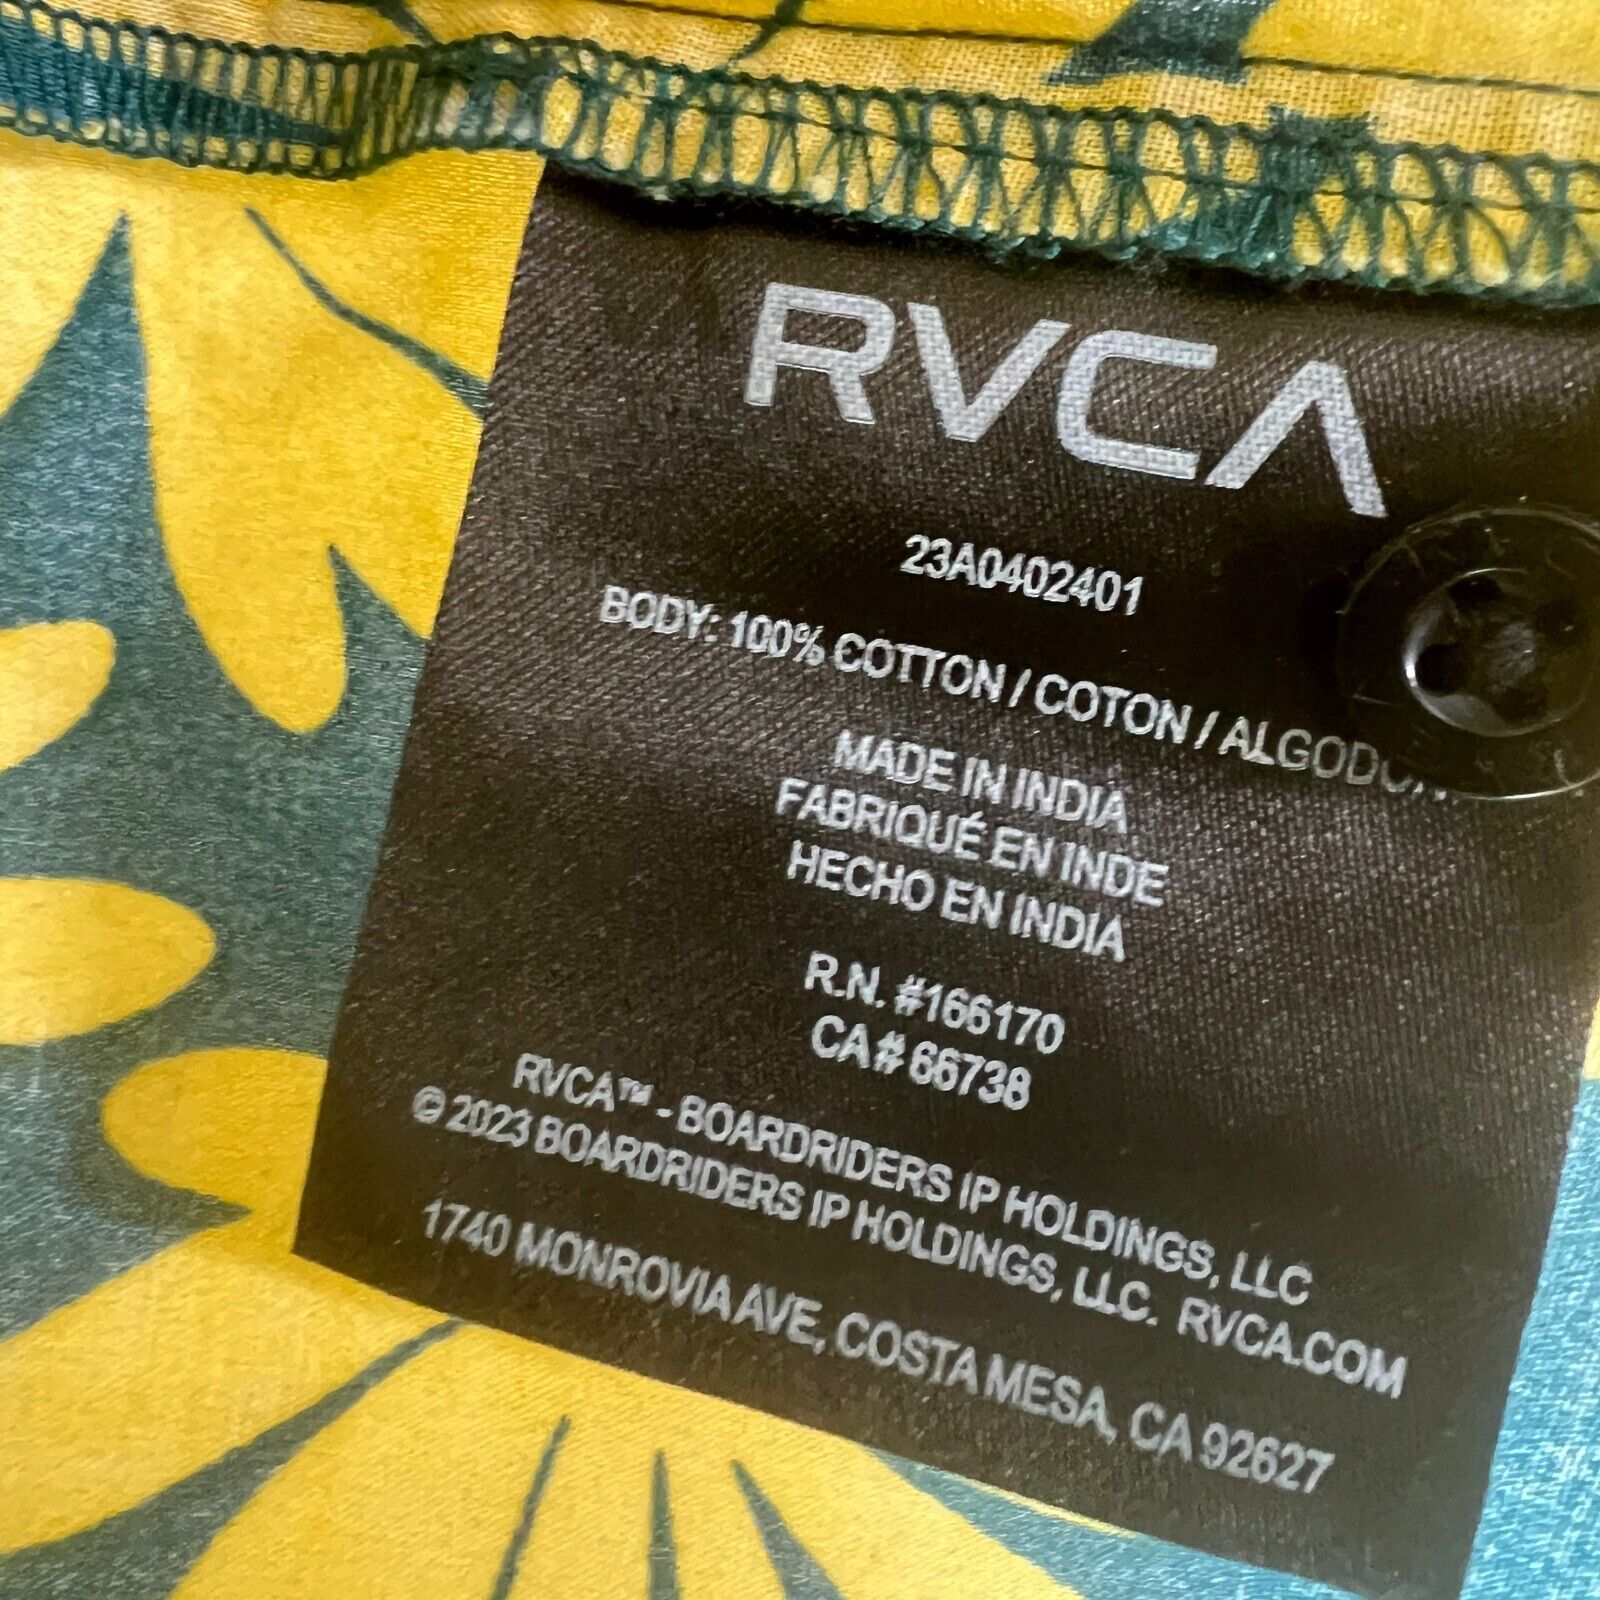 RVCA
23A0402401
BODY: 100% COTTON / COTON / ALGODON
MADE IN INDIA
FABRIQUÉ EN INDE
HECHO EN INDIA
R.N. #166170
CA# 66738
RVCA™ - BOARDRIDERS IP HOLDINGS, LLC
© 2023 BOARDRIDERS IP HOLDINGS, LLC. RVCA.COM
1740 MONROVIA AVE, COSTA MESA, CA 92627